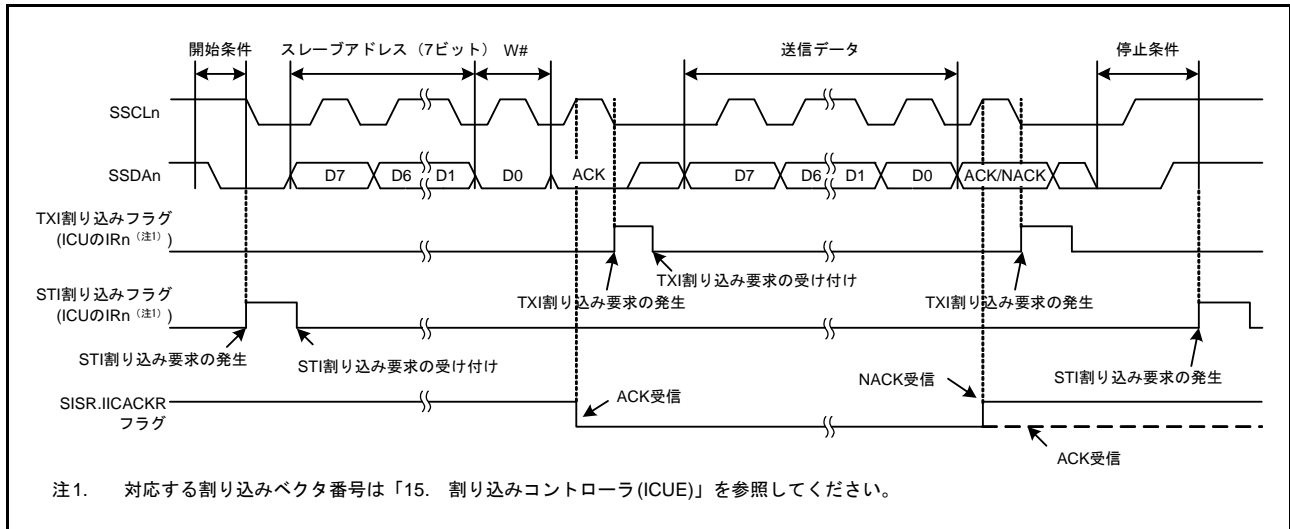 開始条件 スレーブアドレス（7ビット） W# 送信データ 停止条件
SSCLn
SSDAn D7 D6 D1 D0 ACK D7 D6 D1 D0 ACK/NACK
TXI割り込みフラグ
(ICUのIRn（注1）)
TXI割り込み要求の受け付け
TXI割り込み要求の発生 TXI割り込み要求の発生
STI割り込みフラグ
(ICUのIRn（注1）)
STI割り込み要求の発生 STI割り込み要求の受け付け STI割り込み要求の発生
SISR.IICACKR
フラグ
ACK受信 NACK受信
ACK受信
注1. 対応する割り込みベクタ番号は「15. 割り込みコントローラ(ICUE)」を参照してください。